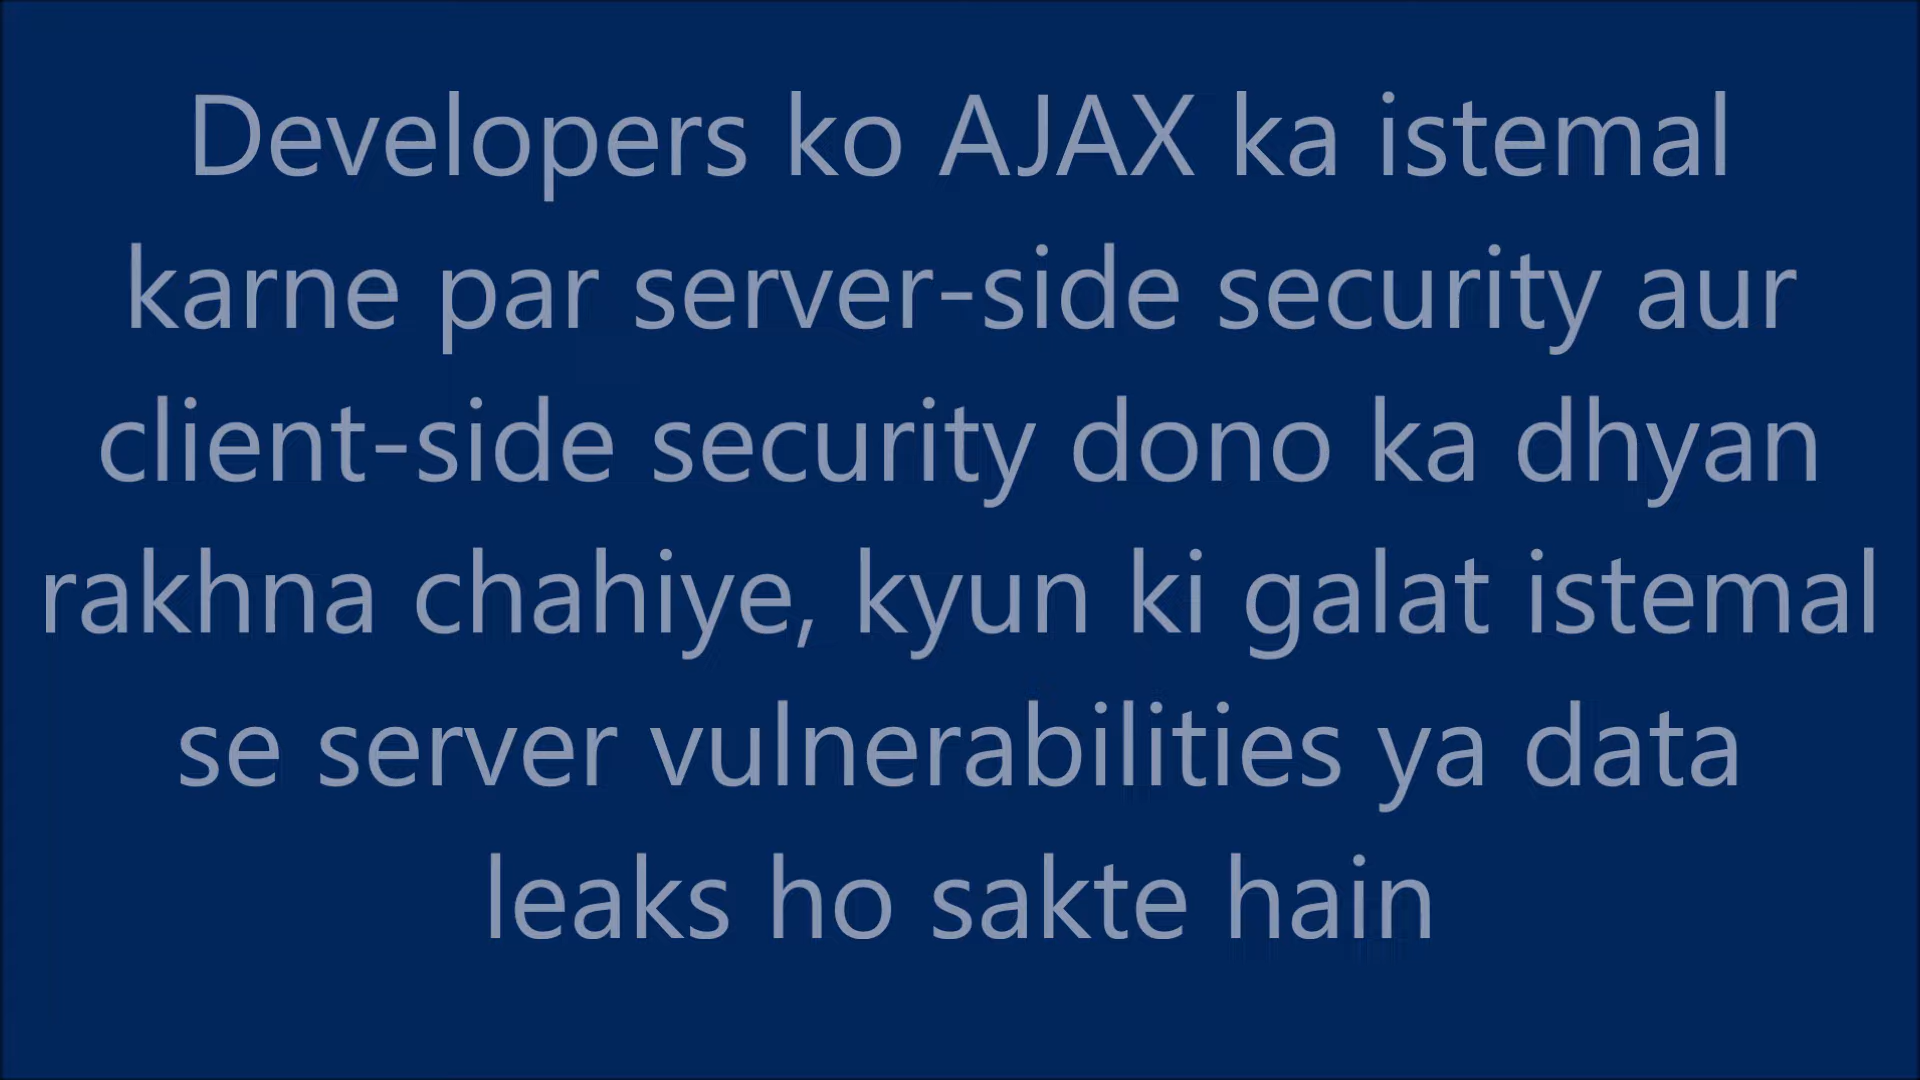 Developers ko AJAX ka istemal
karne par server-side security aur
client-side security dono ka dhyan
rakhna chahiye, kyun ki galat istemal
se server vulnerabilities ya data
leaks ho sakte hain